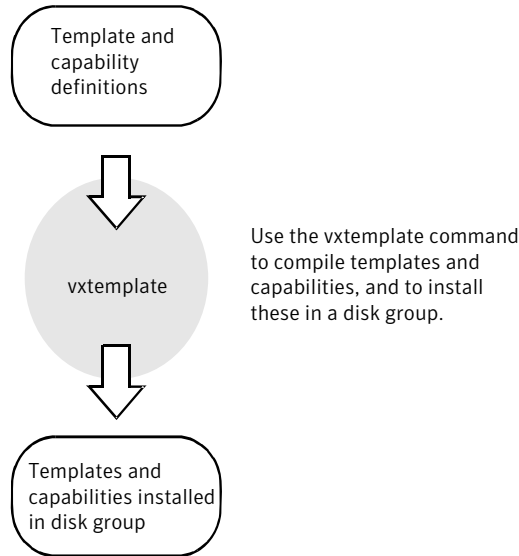 Template and
capability
definitions
vxtemplate
Use the vxtemplate command
to compile templates and
capabilities, and to install
these in a disk group.
Templates and
capabilities installed
in disk group